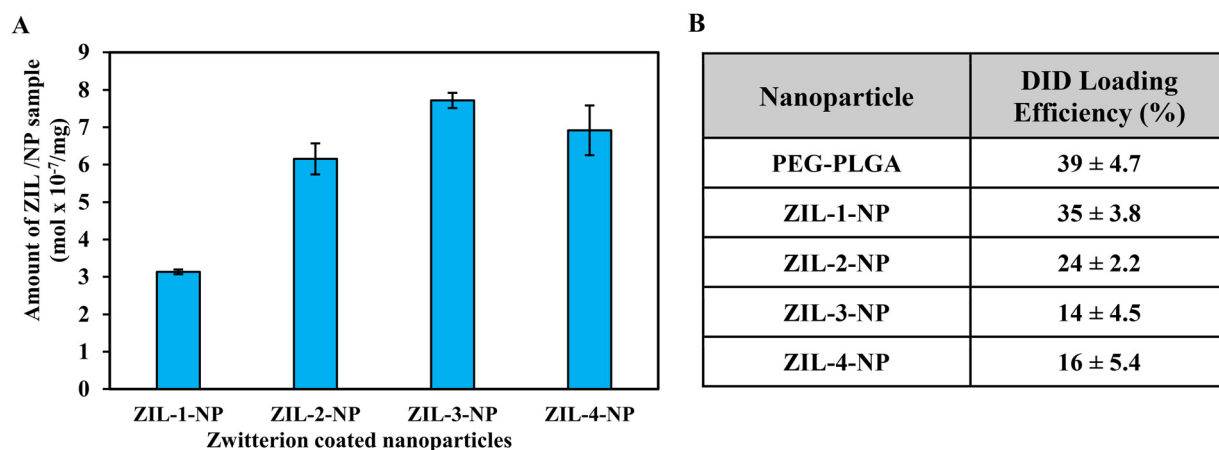 A
Amount of ZIL /NP sample
(mol x 10⁻⁷/mg)
9
8
7
6
5
4
3
2
1
0
ZIL-1-NP ZIL-2-NP ZIL-3-NP ZIL-4-NP
Zwitterion coated nanoparticles
B
Nanoparticle DID Loading
Efficiency (%)
PEG-PLGA 39 ± 4.7
ZIL-1-NP 35 ± 3.8
ZIL-2-NP 24 ± 2.2
ZIL-3-NP 14 ± 4.5
ZIL-4-NP 16 ± 5.4